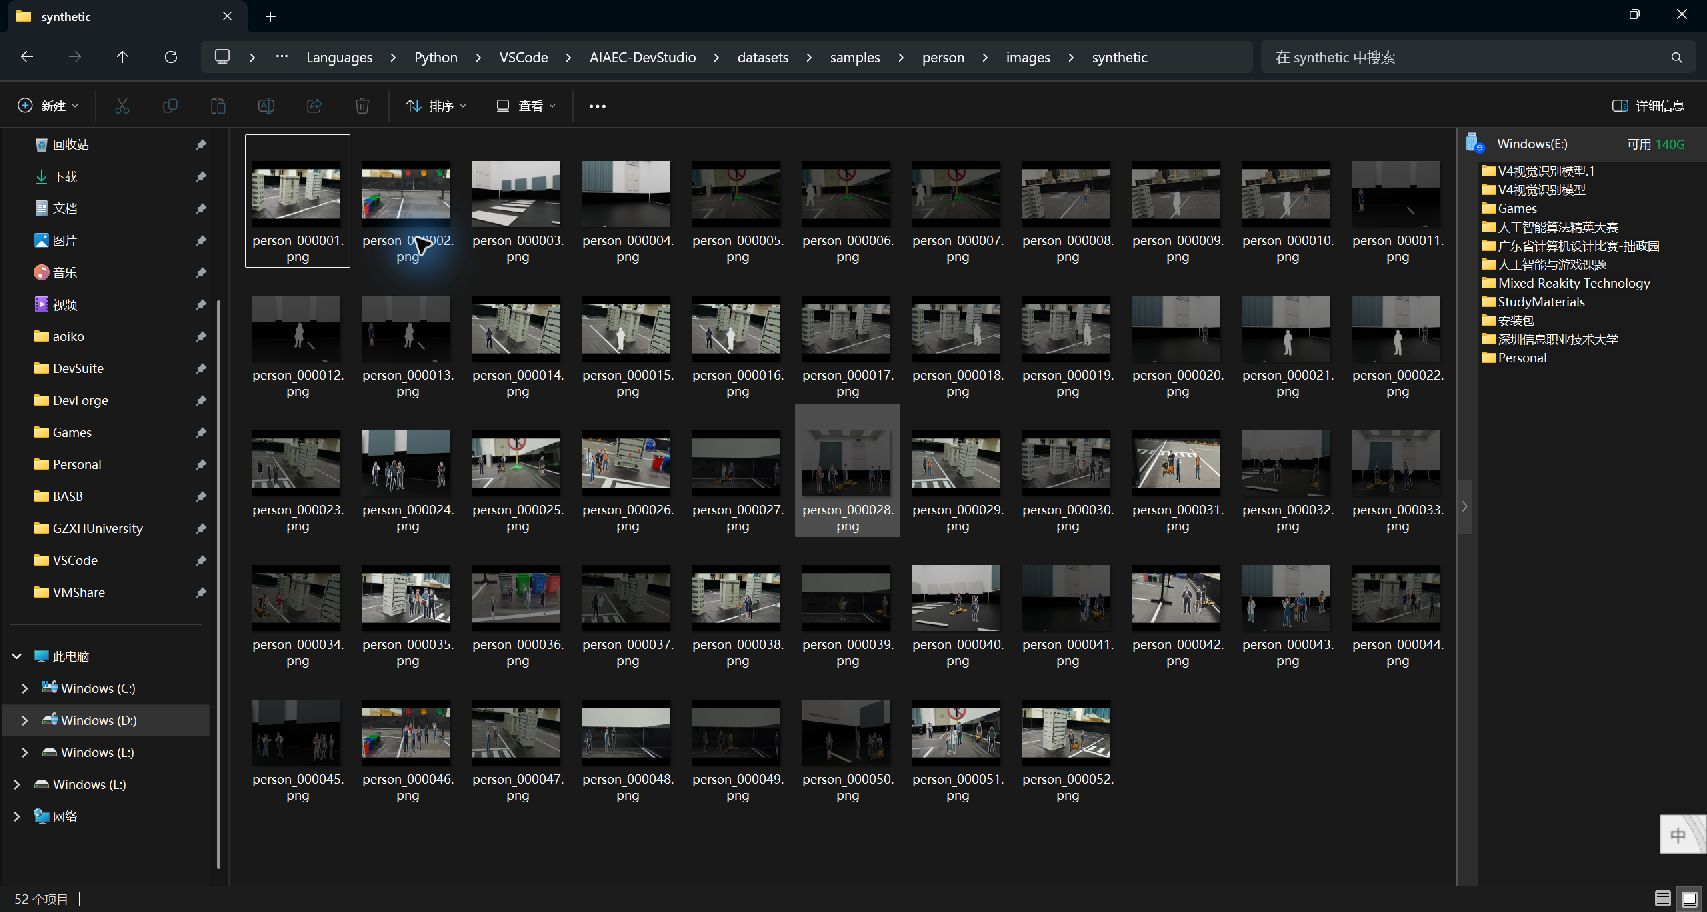 synthetic
Languages
Python
VSCode
AIAEC-DevStudio
datasets
samples
person
images
synthetic
在 synthetic 中搜索
新建
排序
查看
详细信息
回收站
下载
文档
图片
音乐
视频
aoiko
DevSuite
DevForge
Games
Personal
BASB
GZXHUniversity
VSCode
VMShare
此电脑
Windows (C:)
Windows (D:)
Windows (E:)
Windows (E:)
网络
person_000001.
png
person_000002.
png
person_000003.
png
person_000004.
png
person_000005.
png
person_000006.
png
person_000007.
png
person_000008.
png
person_000009.
png
person_000010.
png
person_000011.
png
person_000012.
png
person_000013.
png
person_000014.
png
person_000015.
png
person_000016.
png
person_000017.
png
person_000018.
png
person_000019.
png
person_000020.
png
person_000021.
png
person_000022.
png
person_000023.
png
person_000024.
png
person_000025.
png
person_000026.
png
person_000027.
png
person_000028.
png
person_000029.
png
person_000030.
png
person_000031.
png
person_000032.
png
person_000033.
png
person_000034.
png
person_000035.
png
person_000036.
png
person_000037.
png
person_000038.
png
person_000039.
png
person_000040.
png
person_000041.
png
person_000042.
png
person_000043.
png
person_000044.
png
person_000045.
png
person_000046.
png
person_000047.
png
person_000048.
png
person_000049.
png
person_000050.
png
person_000051.
png
person_000052.
png
Windows(E:) 可用 140G
V4视觉识别模型.1
V4视觉识别模型
Games
人工智能算法精英大赛
广东省计算机设计比赛-拙政园
人工智能与游戏课题
Mixed Reakity Technology
StudyMaterials
安装包
深圳信息职业技术大学
Personal
中
52 个项目